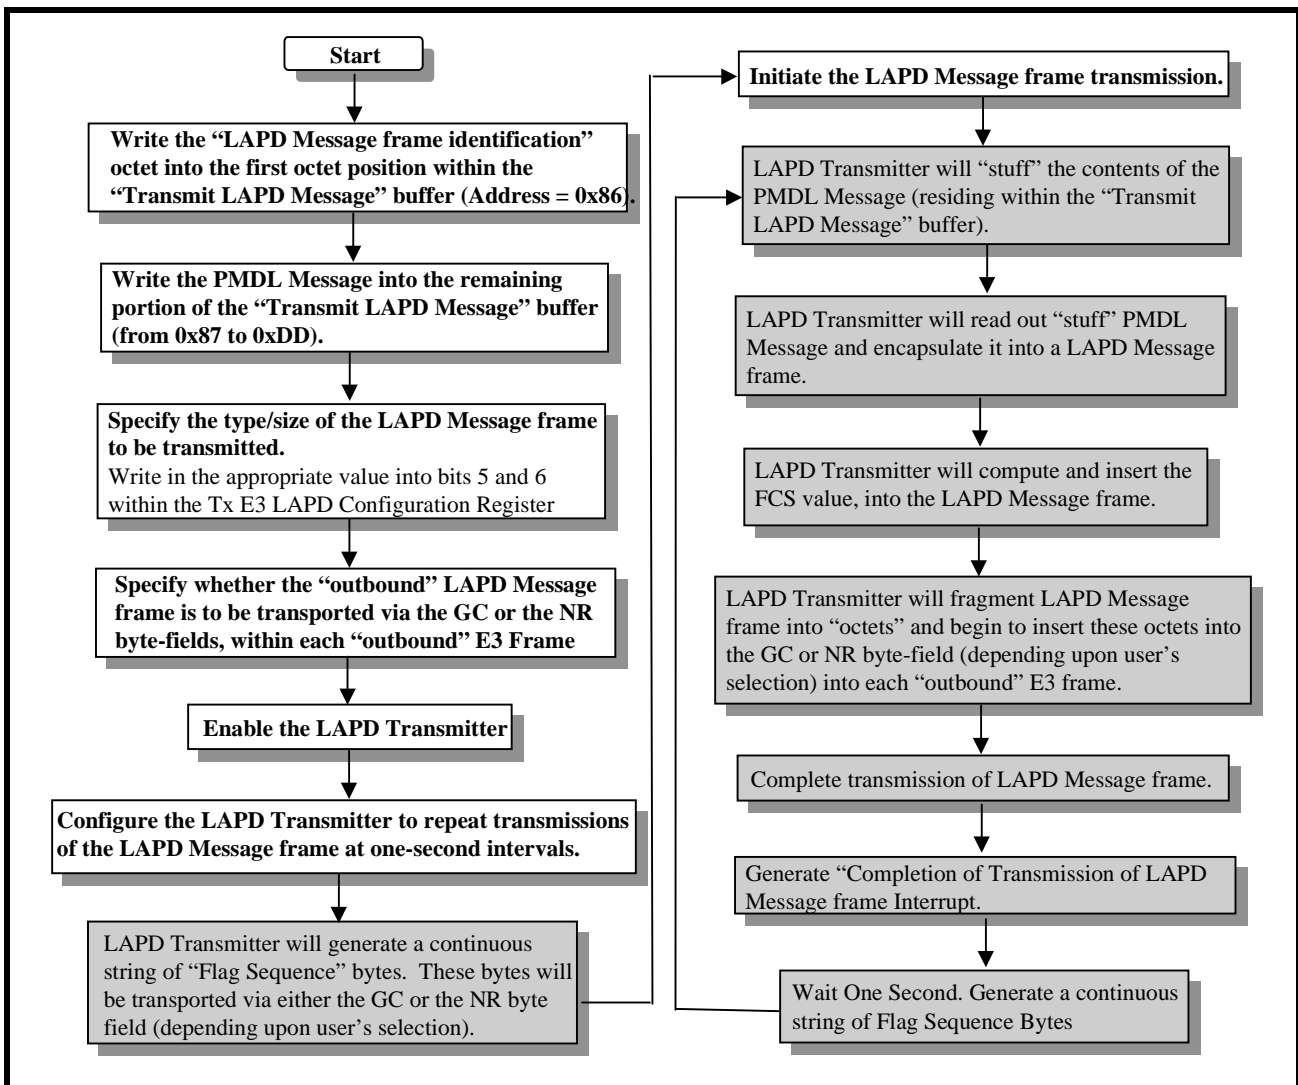 Start
Write the “LAPD Message frame identification”
octet into the first octet position within the
“Transmit LAPD Message” buffer (Address = 0x86).
Write the PMDL Message into the remaining
portion of the “Transmit LAPD Message” buffer
(from 0x87 to 0xDD).
Specify the type/size of the LAPD Message frame
to be transmitted.
Write in the appropriate value into bits 5 and 6
within the Tx E3 LAPD Configuration Register
Specify whether the “outbound” LAPD Message
frame is to be transported via the GC or the NR
byte-fields, within each “outbound” E3 Frame
Enable the LAPD Transmitter
Configure the LAPD Transmitter to repeat transmissions
of the LAPD Message frame at one-second intervals.
LAPD Transmitter will generate a continuous
string of “Flag Sequence” bytes.  These bytes will
be transported via either the GC or the NR byte
field (depending upon user’s selection).
Initiate the LAPD Message frame transmission.
LAPD Transmitter will “stuff” the contents of the
PMDL Message (residing within the “Transmit
LAPD Message” buffer).
LAPD Transmitter will read out “stuff” PMDL
Message and encapsulate it into a LAPD Message
frame.
LAPD Transmitter will compute and insert the
FCS value, into the LAPD Message frame.
LAPD Transmitter will fragment LAPD Message
frame into “octets” and begin to insert these octets into
the GC or NR byte-field (depending upon user’s
selection) into each “outbound” E3 frame.
Complete transmission of LAPD Message frame.
Generate “Completion of Transmission of LAPD
Message frame Interrupt.
Wait One Second. Generate a continuous
string of Flag Sequence Bytes